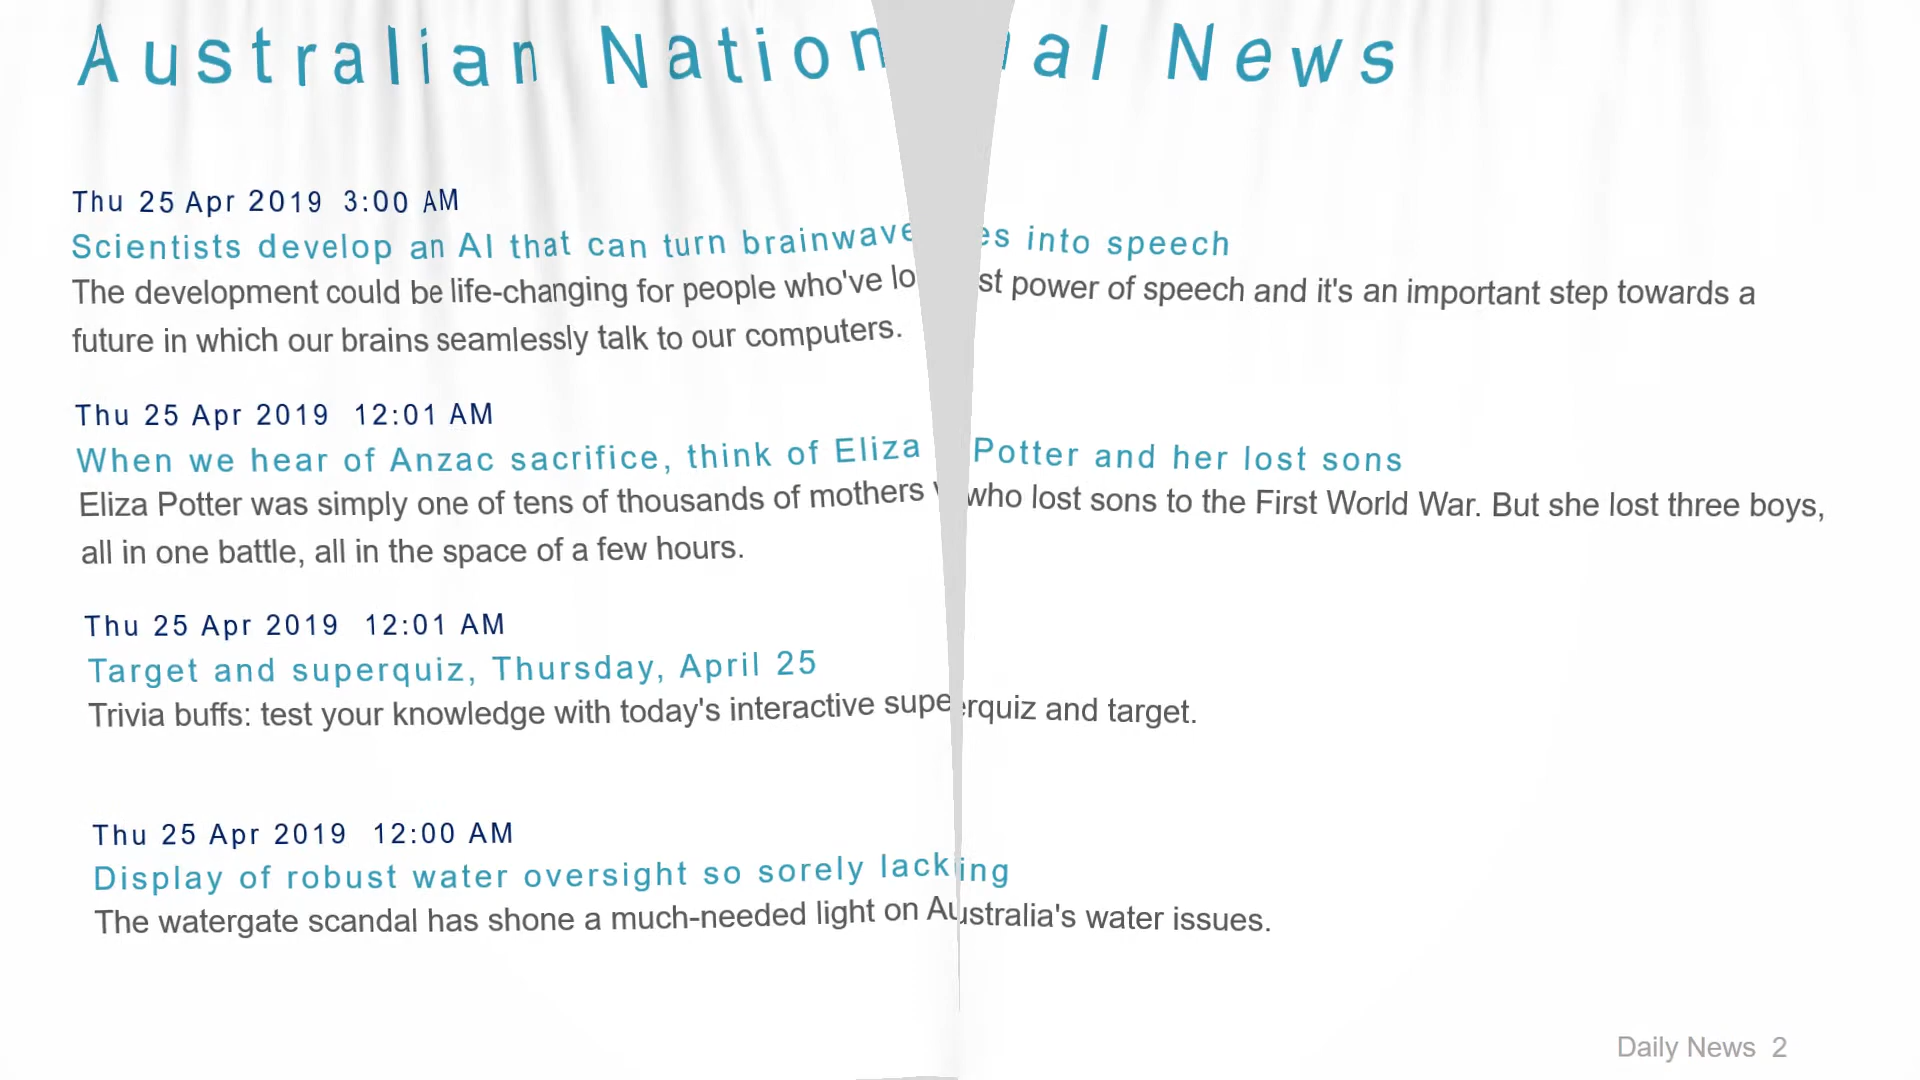 Australian National News
Thu 25 Apr 2019 3:00 AM
Scientists develop an AI that can turn brainwaves into speech
The development could be life-changing for people who've lost power of speech and it's an important step towards a
future in which our brains seamlessly talk to our computers.
Thu 25 Apr 2019 12:01 AM
When we hear of Anzac sacrifice, think of Eliza Potter and her lost sons
Eliza Potter was simply one of tens of thousands of mothers who lost sons to the First World War. But she lost three boys,
all in one battle, all in the space of a few hours.
Thu 25 Apr 2019 12:01 AM
Target and superquiz, Thursday, April 25
Trivia buffs: test your knowledge with today's interactive superquiz and target.
Thu 25 Apr 2019 12:00 AM
Display of robust water oversight so sorely lacking
The watergate scandal has shone a much-needed light on Australia's water issues.
Daily News 2